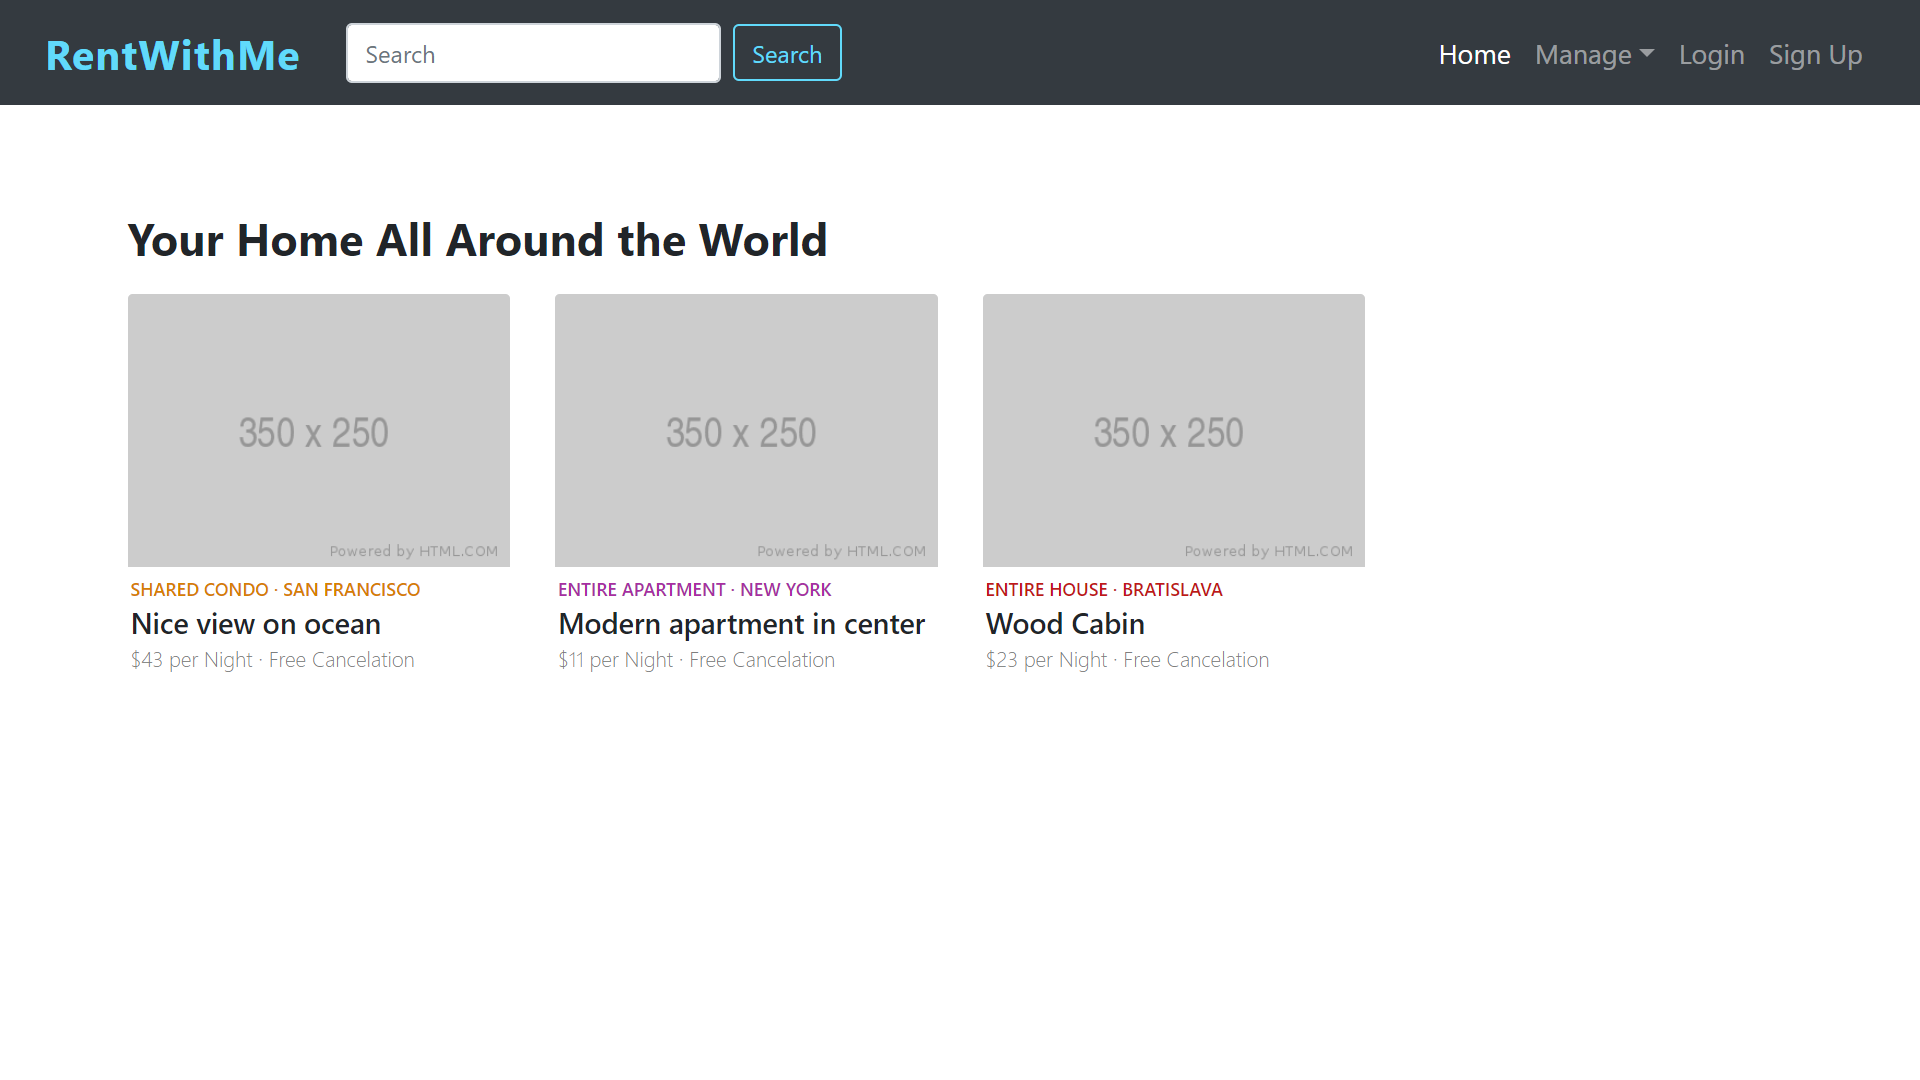 RentWithMe
Search
Search
Home
Manage
Login
Sign Up
Your Home All Around the World
350 x 250
Powered by HTML.COM
SHARED CONDO · SAN FRANCISCO
Nice view on ocean
$43 per Night · Free Cancelation
350 x 250
Powered by HTML.COM
ENTIRE APARTMENT · NEW YORK
Modern apartment in center
$11 per Night · Free Cancelation
350 x 250
Powered by HTML.COM
ENTIRE HOUSE · BRATISLAVA
Wood Cabin
$23 per Night · Free Cancelation